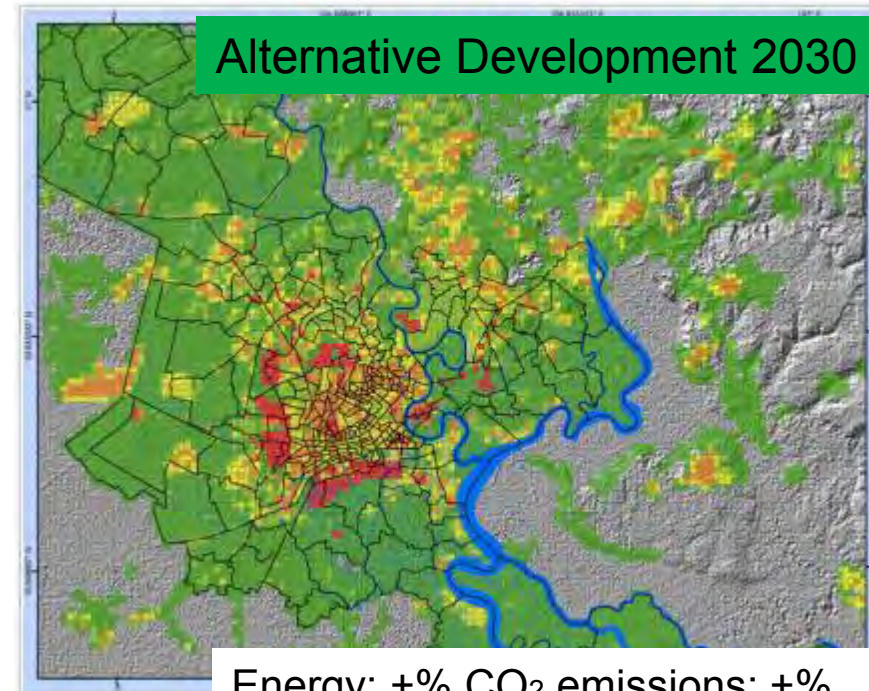 Alternative Development 2030
Energy: +% CO₂ emissions: +%